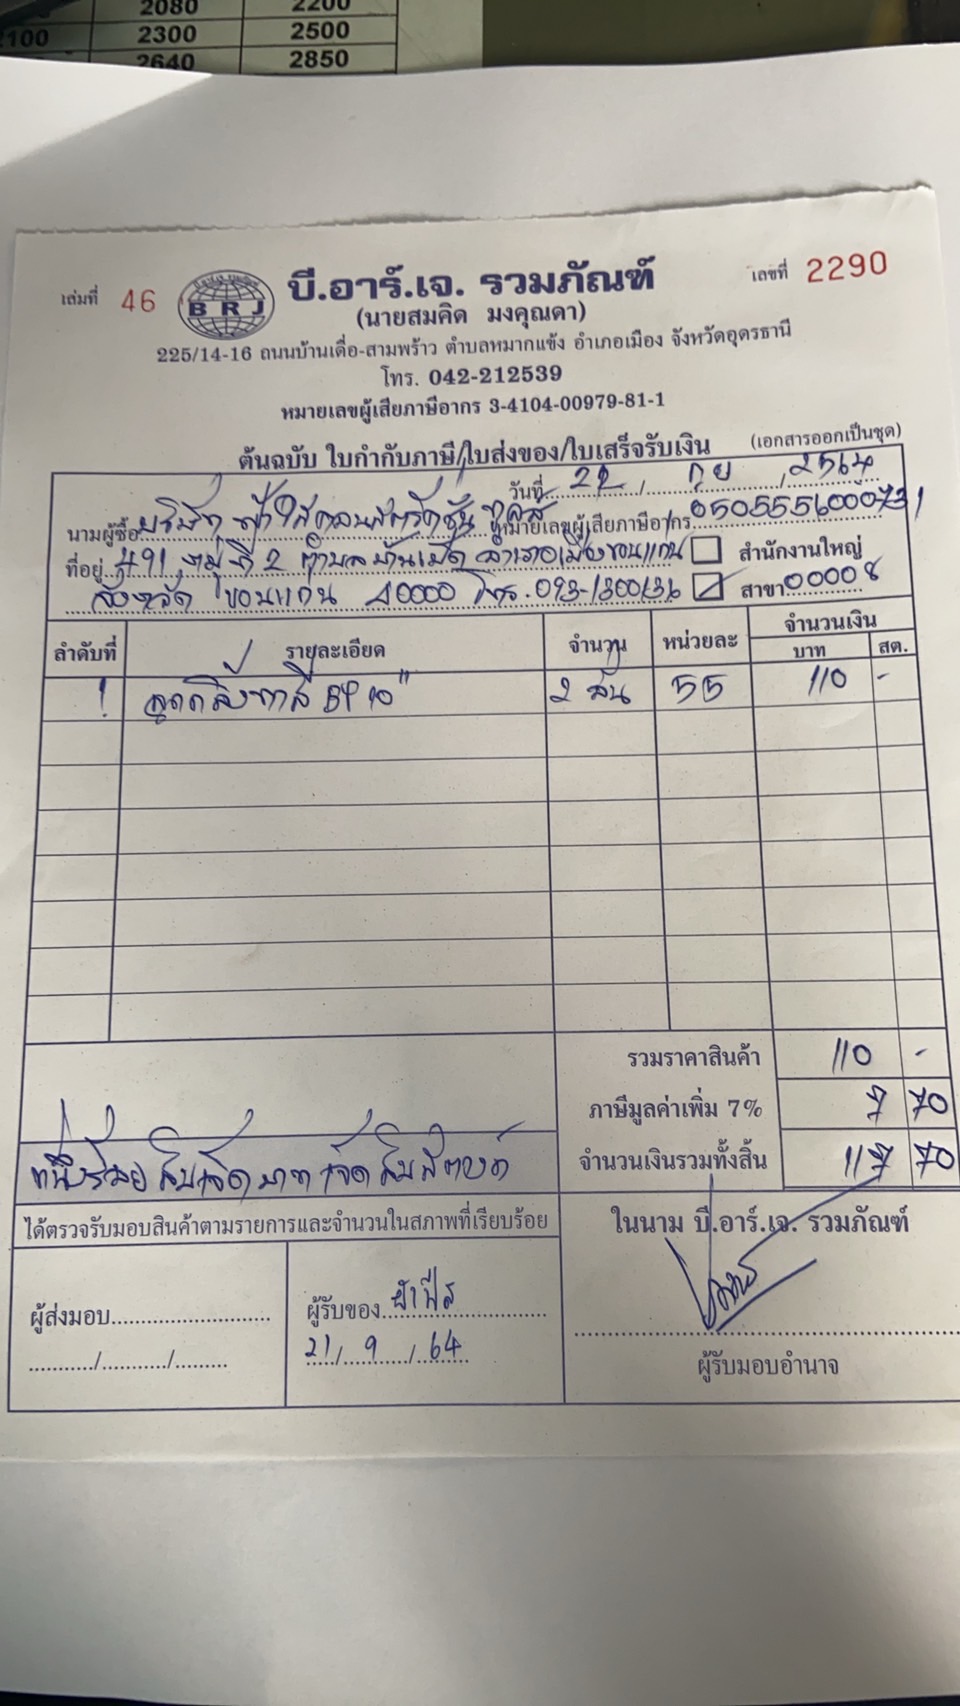 2080 2200
2100 2300 2500
2640 2850
เล่มที่ 46
BRJ
บี.อาร์.เจ. รวมภัณฑ์
เลขที่ 2290
(นายสมคิด มงคุณดา)
225/14-16 ถนนบ้านเดื่อ-สามพร้าว ตำบลหมากแข้ง อำเภอเมือง จังหวัดอุดรธานี
โทร. 042-212539
หมายเลขผู้เสียภาษีอากร 3-4104-00979-81-1
ต้นฉบับ ใบกำกับภาษี/ใบส่งของ/ใบเสร็จรับเงิน (เอกสารออกเป็นชุด)
วันที่ 22 / กย / 2564
นามผู้ซื้อ บริษัท ฟ้าใสคอนสตรัคชั่น พลัส หมายเลขผู้เสียภาษีอากร 0505556000731
ที่อยู่ 491 หมู่ที่ 2 ตำบลบ้านเป็ด อำเภอเมืองขอนแก่น สำนักงานใหญ่
จังหวัด ขอนแก่น 40000 โทร. 093-1300636 สาขา 00008
ลำดับที่ รายละเอียด จำนวน หน่วยละ จำนวนเงิน
บาท สต.
1 ลูกกลิ้งทาสี BP 10" 2 อัน 55 110 -
รวมราคาสินค้า 110 -
ภาษีมูลค่าเพิ่ม 7% 7 70
หนึ่งร้อยสิบเจ็ดบาทเจ็ดสิบสตางค์ จำนวนเงินรวมทั้งสิ้น 117 70
ได้ตรวจรับมอบสินค้าตามรายการและจำนวนในสภาพที่เรียบร้อย
ในนาม บี.อาร์.เจ. รวมภัณฑ์
ผู้ส่งมอบ
ผู้รับของ
21 / 9 / 64
ผู้รับมอบอำนาจ